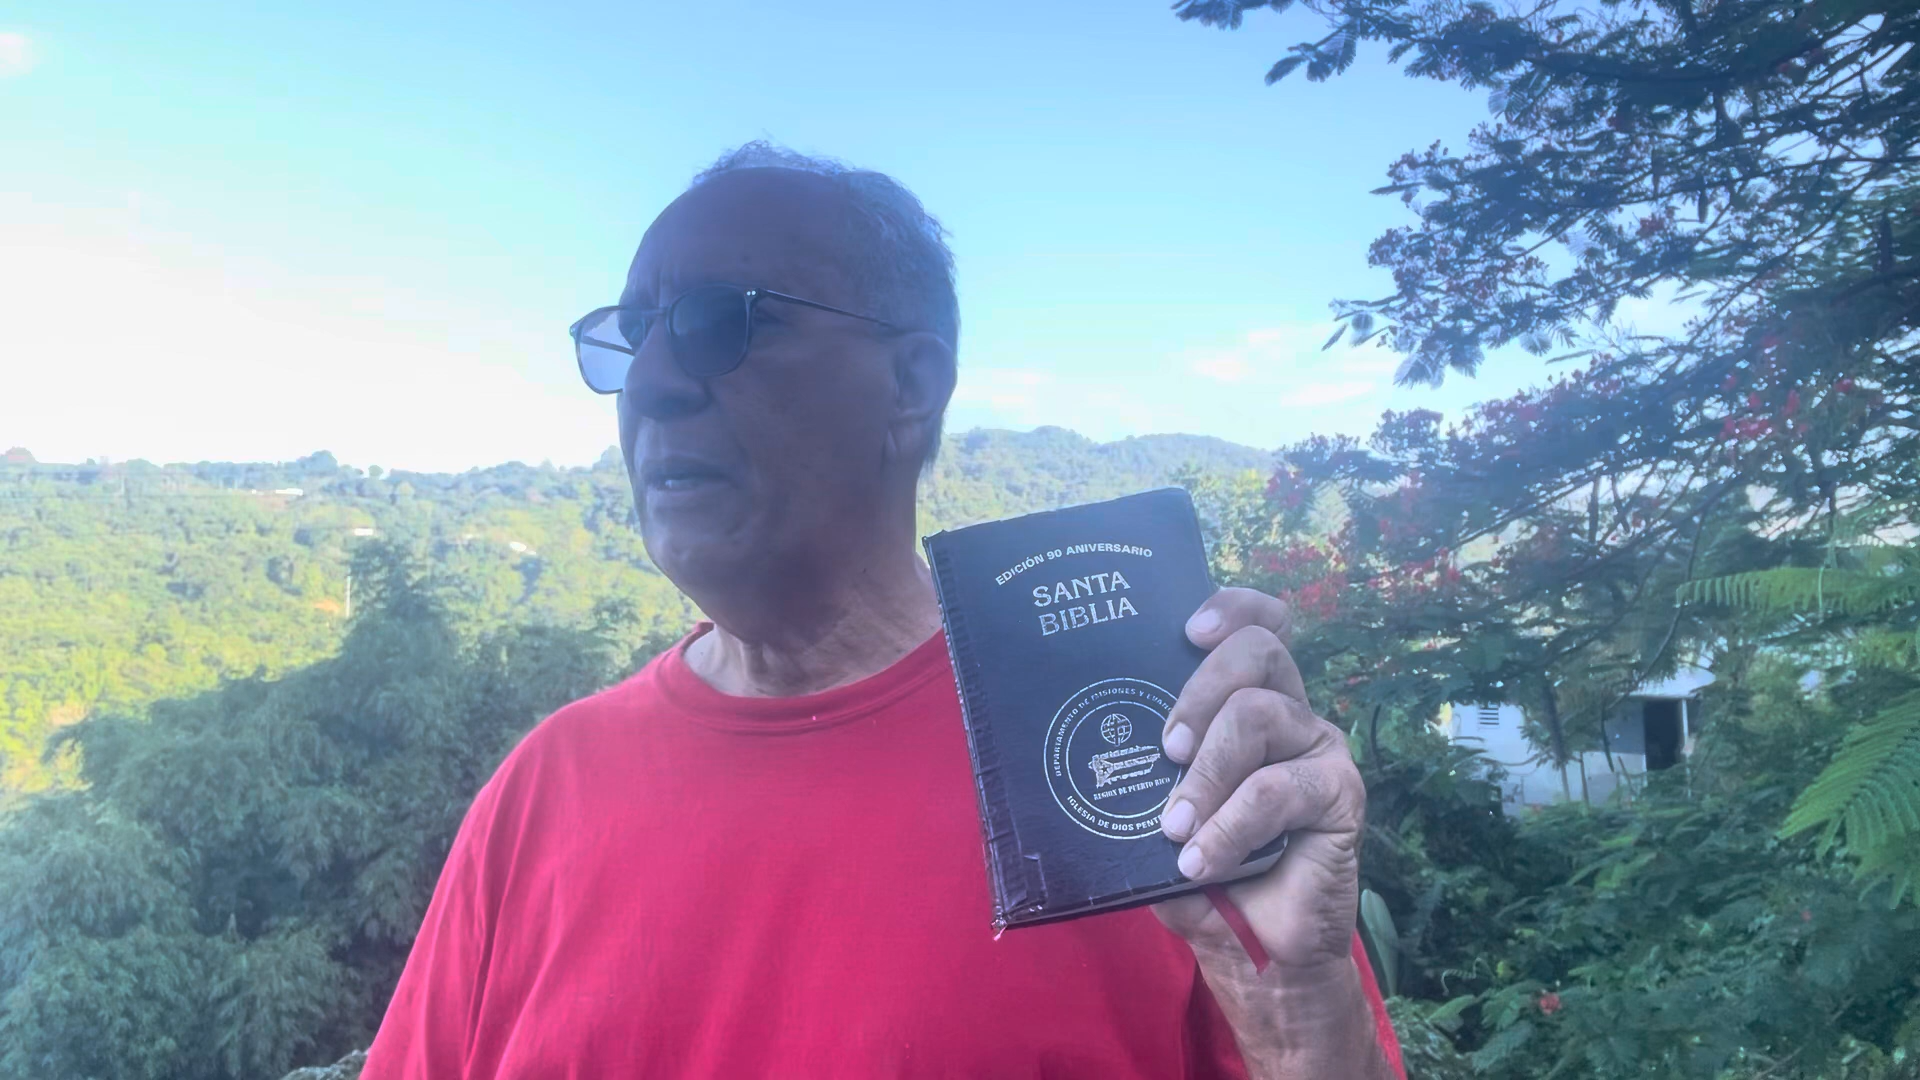 EDICIÓN 90 ANIVERSARIO
SANTA
BIBLIA
DEPARTAMENTO DE MISIONES Y
REGION DE PUERTO RICO
IGLESIA DE DIOS